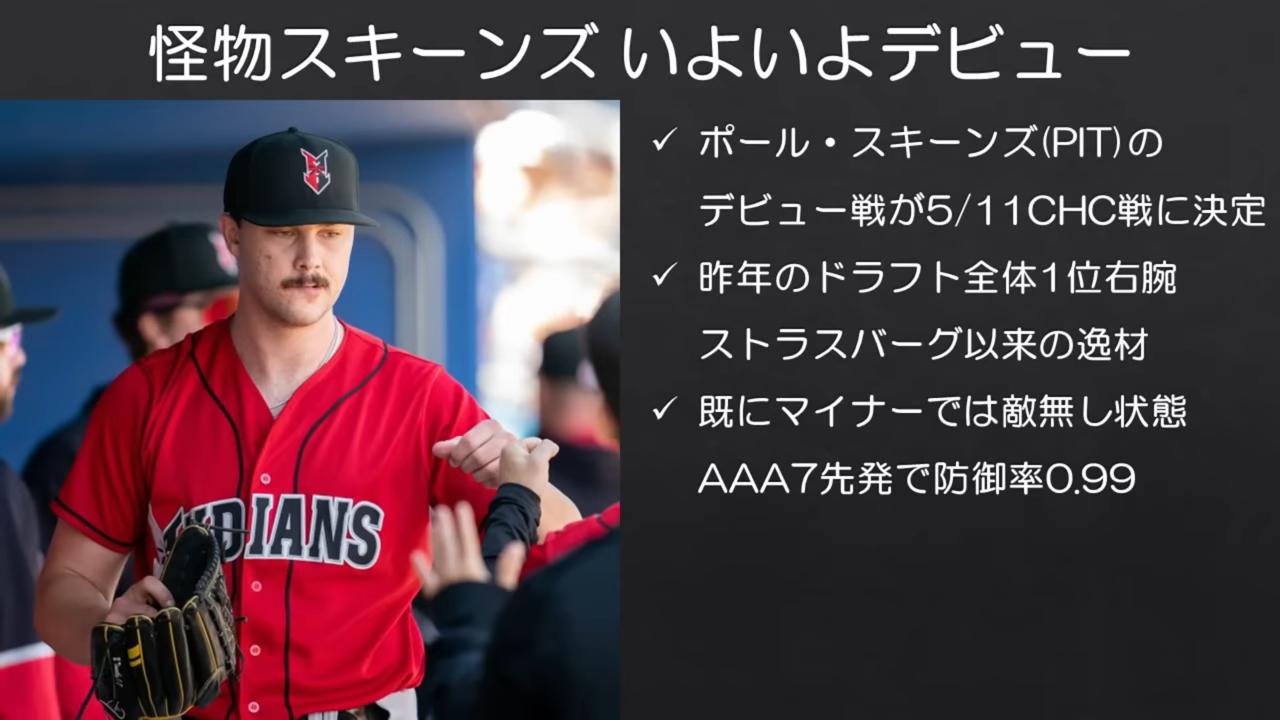 怪物スキーンズ いよいよデビュー
✓ ポール・スキーンズ(PIT)の
デビュー戦が5/11CHC戦に決定
✓ 昨年のドラフト全体1位右腕
ストラスバーグ以来の逸材
✓ 既にマイナーでは敵無し状態
AAA7先発で防御率0.99
INDIANS